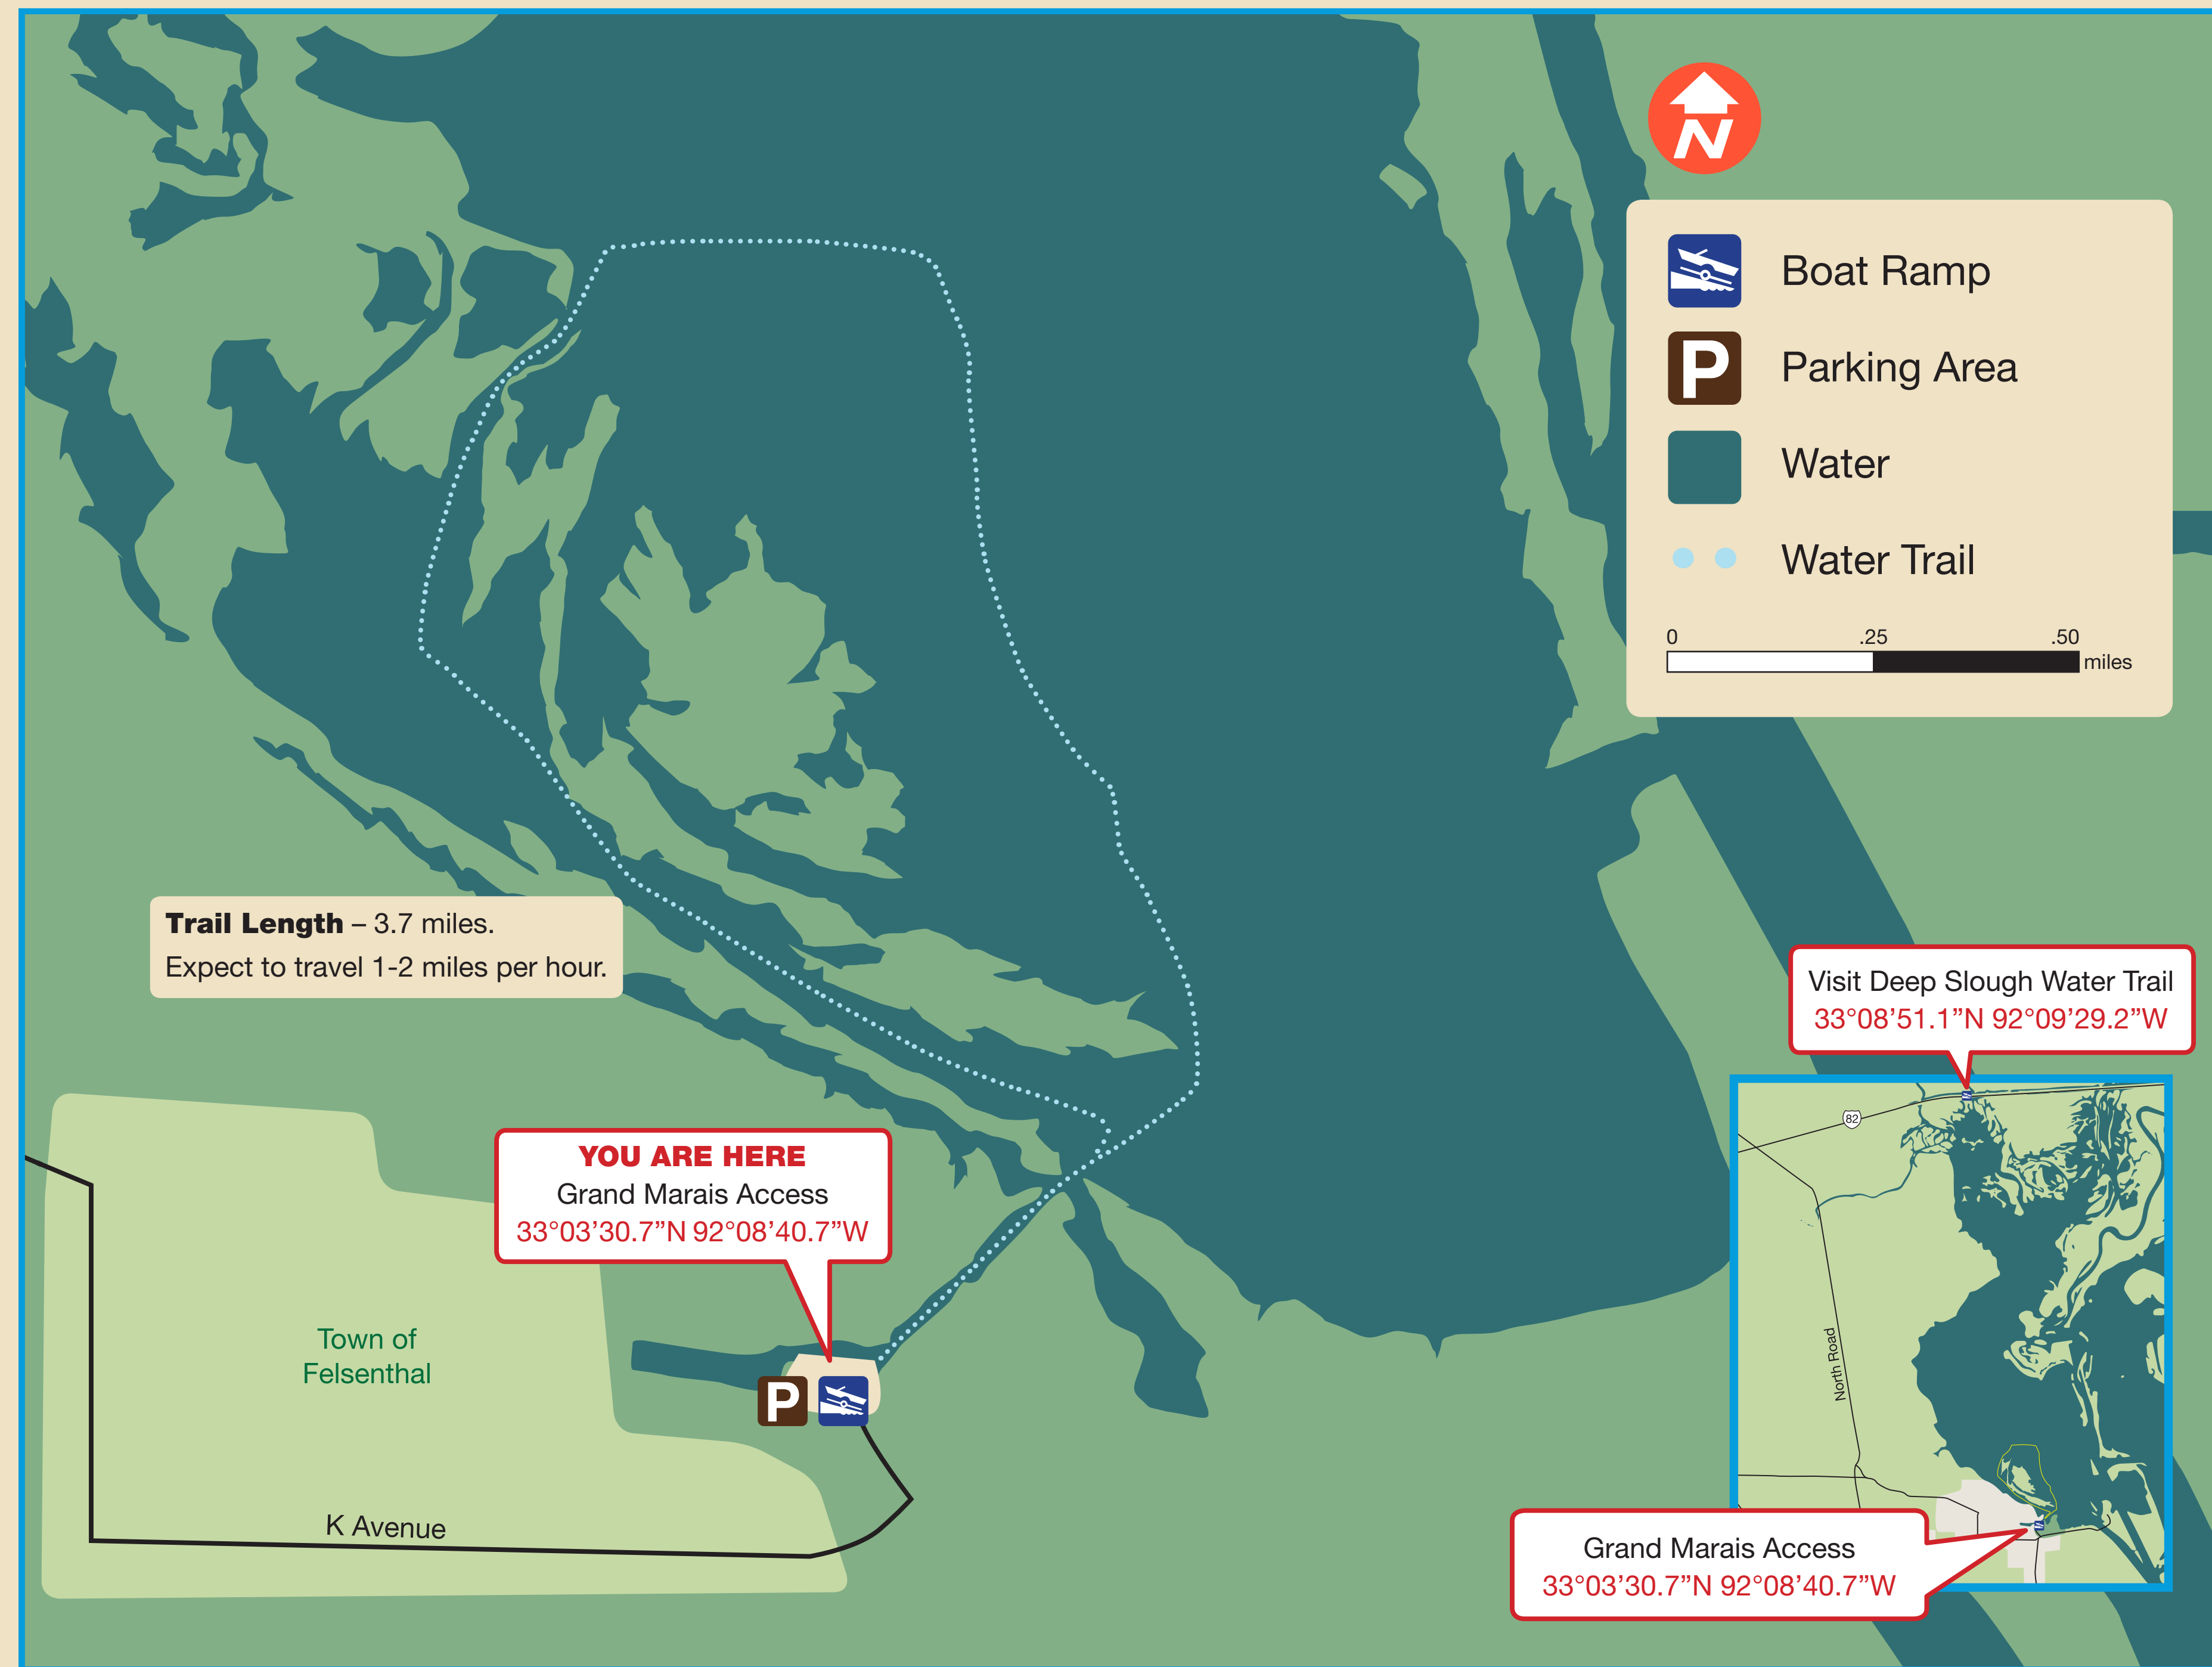 N
Boat Ramp
P
Parking Area
Water
Water Trail
0 .25 .50
miles
Trail Length – 3.7 miles.
Expect to travel 1-2 miles per hour.
Visit Deep Slough Water Trail
33°08’51.1”N 92°09’29.2”W
82
North Road
YOU ARE HERE
Grand Marais Access
33°03’30.7”N 92°08’40.7”W
Town of
Felsenthal
P
K Avenue
Grand Marais Access
33°03’30.7”N 92°08’40.7”W